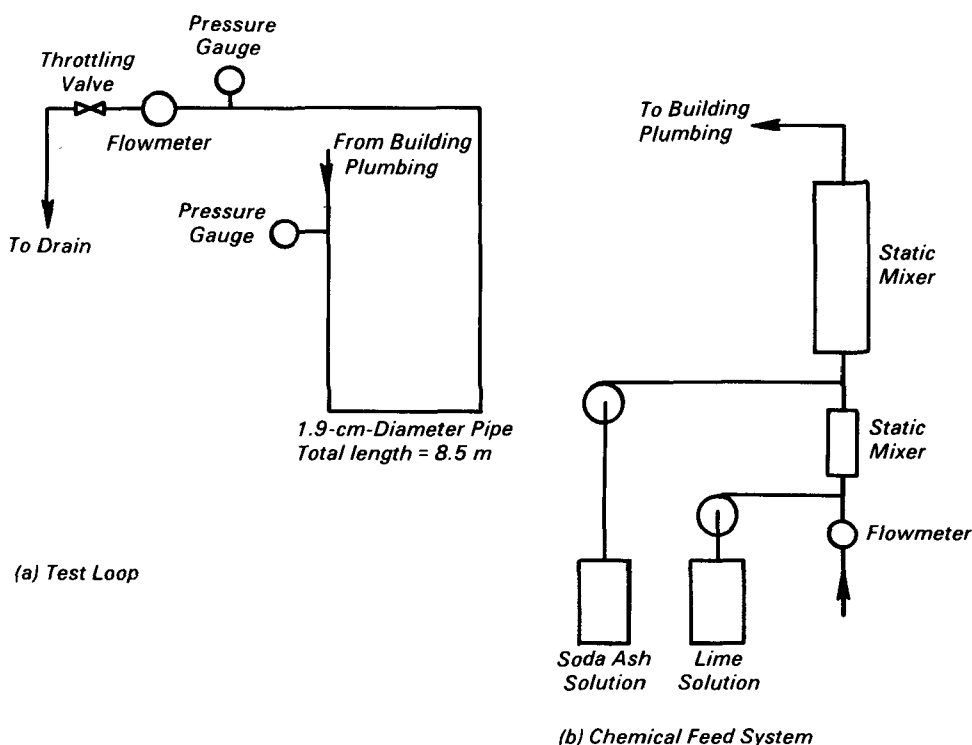 Pressure
Gauge
Throttling
Valve
Flowmeter
From Building
Plumbing
Pressure
Gauge
To Drain
1.9-cm-Diameter Pipe
Total length = 8.5 m
(a) Test Loop
To Building
Plumbing
Static
Mixer
Static
Mixer
Flowmeter
Soda Ash
Solution
Lime
Solution
(b) Chemical Feed System